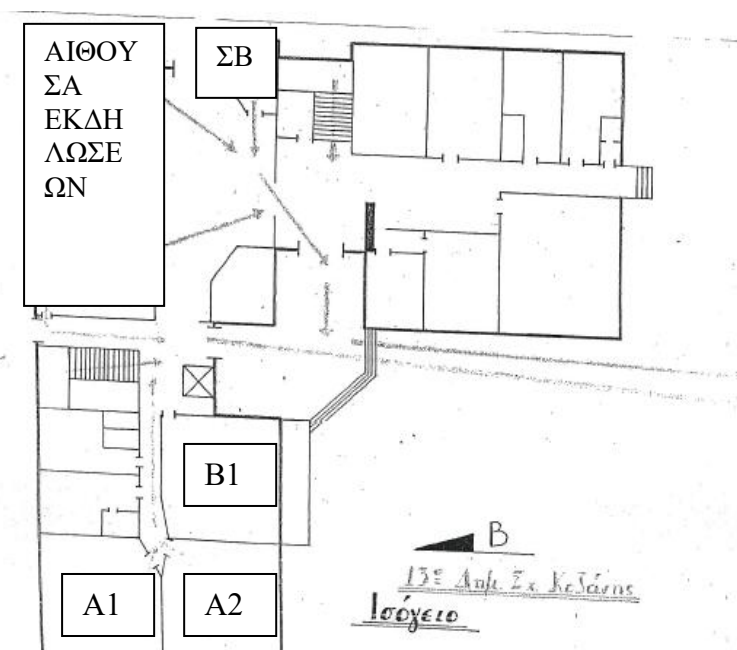 ΑΙΘΟΥ
ΣΑ
ΕΚΔΗ
ΛΩΣΕ
ΩΝ
ΣΒ
Β1
Α1
Α2
Β
13ο Δημ. Σχ. Κοζάνης
Ισόγειο